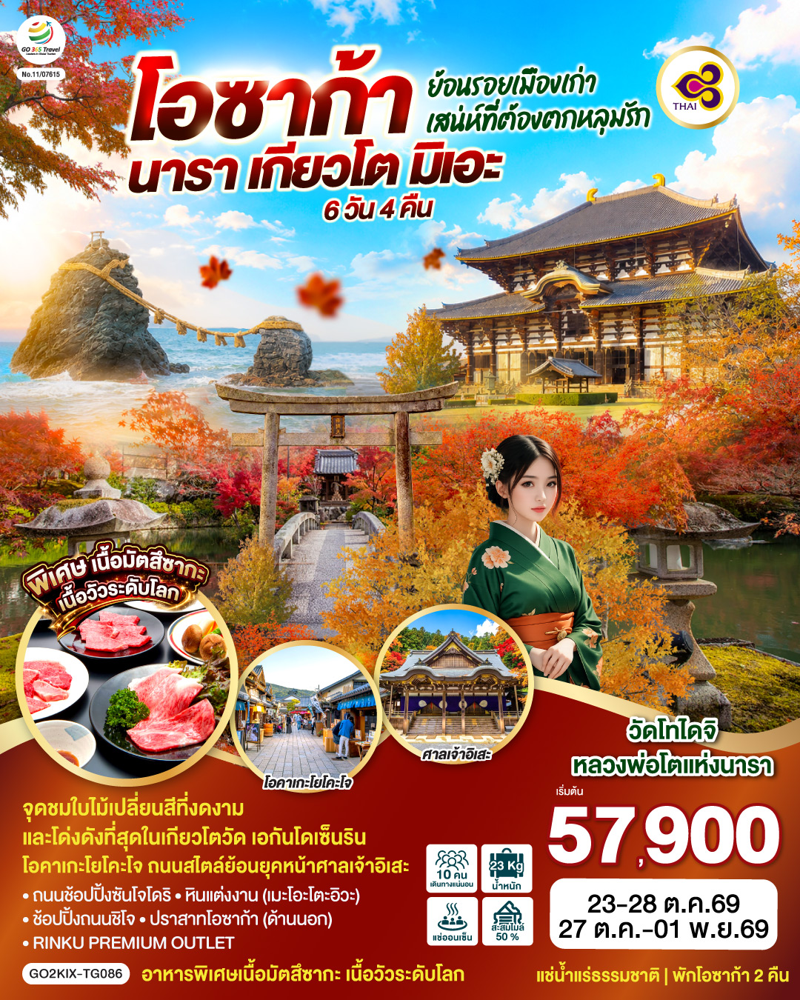 GO 365 Travel
Leaders in Global Tourism
No.11/07615
โอซาก้า
ย้อนรอยเมืองเก่า
เสน่ห์ที่ต้องตกหลุมรัก
THAI
นารา เกียวโต มิเอะ
6 วัน 4 คืน
พิเศษ เนื้อมัตสึซากะ
เนื้อวัวระดับโลก
โอคาเกะโยโคะโจ
ศาลเจ้าอิเสะ
วัดโทไดจิ
หลวงพ่อโตแห่งนารา
จุดชมใบไม้เปลี่ยนสีที่งดงาม
และโด่งดังที่สุดในเกียวโตวัด เอกันโดเซ็นริน
โอคาเกะโยโคะโจ ถนนสไตล์ย้อนยุคหน้าศาลเจ้าอิเสะ
• ถนนช้อปปิ้งซันโจโดริ • หินแต่งงาน (เมะโอะโตะอิวะ)
• ช้อปปิ้งถนนชิโจ • ปราสาทโอซาก้า (ด้านนอก)
• RINKU PREMIUM OUTLET
10 คน
เดินทางแน่นอน
23 Kg
น้ำหนัก
แช่ออนเซ็น
สะสมไมล์
50 %
เริ่มต้น
57,900
23-28 ต.ค.69
27 ต.ค.-01 พ.ย.69
GO2KIX-TG086
อาหารพิเศษเนื้อมัตสึซากะ เนื้อวัวระดับโลก
แช่น้ำแร่ธรรมชาติ | พักโอซาก้า 2 คืน